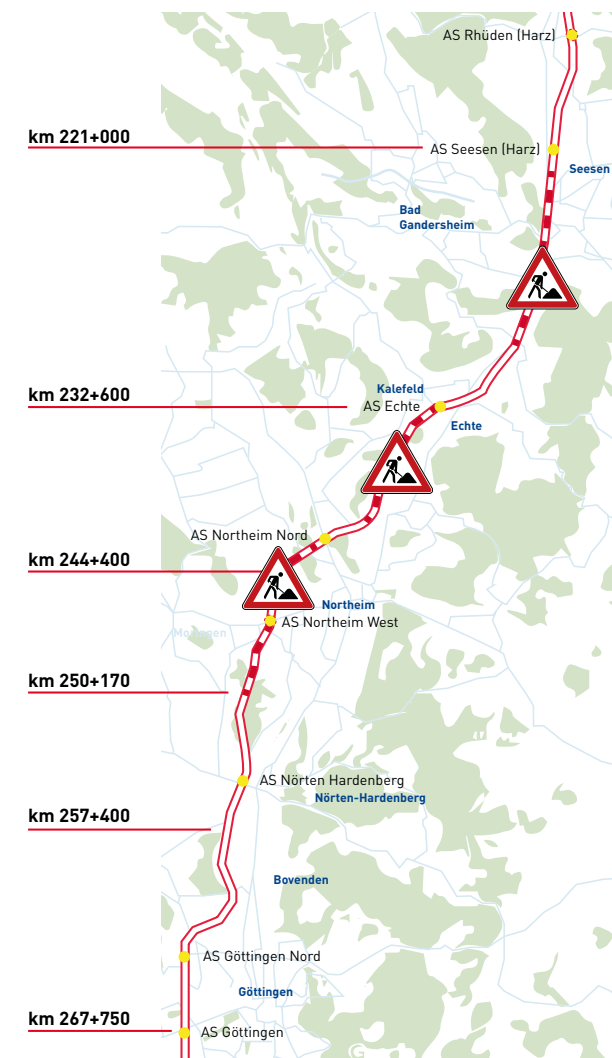 AS Rhüden (Harz)
km 221+000
AS Seesen (Harz)
Seesen
Bad
Gandersheim
km 232+600
Kalefeld
AS Echte
Echte
AS Northeim Nord
km 244+400
Northeim
AS Northeim West
Moringen
km 250+170
AS Nörten Hardenberg
Nörten-Hardenberg
km 257+400
Bovenden
AS Göttingen Nord
Göttingen
km 267+750
AS Göttingen